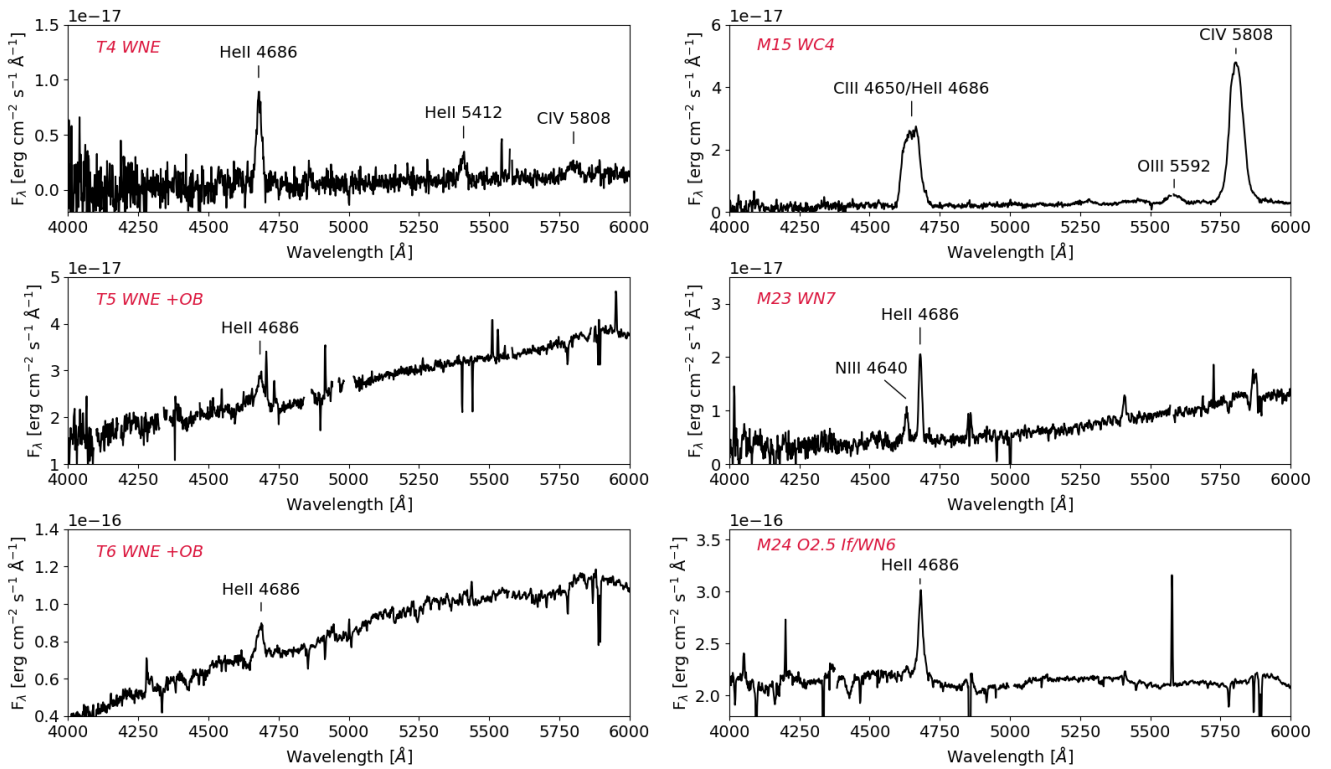 1e−17
T4 WNE
HeII 4686
HeII 5412
CIV 5808
1.5
1.0
0.5
0.0
F_λ [erg cm⁻² s⁻¹ Å⁻¹]
4000 4250 4500 4750 5000 5250 5500 5750 6000
Wavelength [Å]
1e−17
M15 WC4
CIII 4650/HeII 4686
OIII 5592
CIV 5808
6
4
2
0
F_λ [erg cm⁻² s⁻¹ Å⁻¹]
4000 4250 4500 4750 5000 5250 5500 5750 6000
Wavelength [Å]
1e−17
T5 WNE +OB
HeII 4686
5
4
3
2
1
F_λ [erg cm⁻² s⁻¹ Å⁻¹]
4000 4250 4500 4750 5000 5250 5500 5750 6000
Wavelength [Å]
1e−17
M23 WN7
HeII 4686
NIII 4640
3
2
1
0
F_λ [erg cm⁻² s⁻¹ Å⁻¹]
4000 4250 4500 4750 5000 5250 5500 5750 6000
Wavelength [Å]
1e−16
T6 WNE +OB
HeII 4686
1.4
1.2
1.0
0.8
0.6
0.4
F_λ [erg cm⁻² s⁻¹ Å⁻¹]
4000 4250 4500 4750 5000 5250 5500 5750 6000
Wavelength [Å]
1e−16
M24 O2.5 If/WN6
HeII 4686
3.5
3.0
2.5
2.0
F_λ [erg cm⁻² s⁻¹ Å⁻¹]
4000 4250 4500 4750 5000 5250 5500 5750 6000
Wavelength [Å]